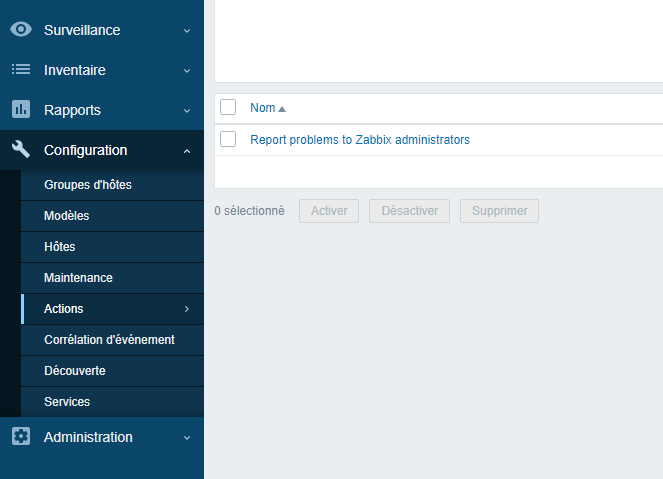 Surveillance
Inventaire
Rapports
Configuration
Groupes d'hôtes
Modèles
Hôtes
Maintenance
Actions
Corrélation d'événement
Découverte
Services
Administration
Nom
Report problems to Zabbix administrators
0 sélectionné Activer Désactiver Supprimer